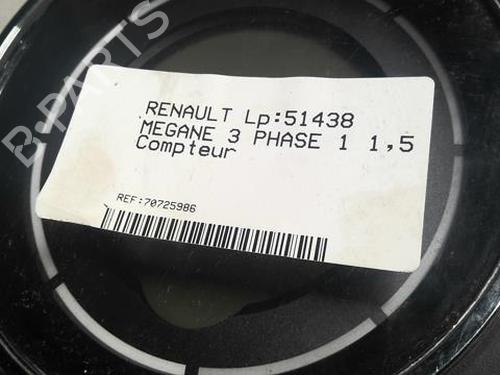 B-PARTS
RENAULT Lp:51438
MEGANE 3 PHASE 1 1,5
Compteur
REF:70725986